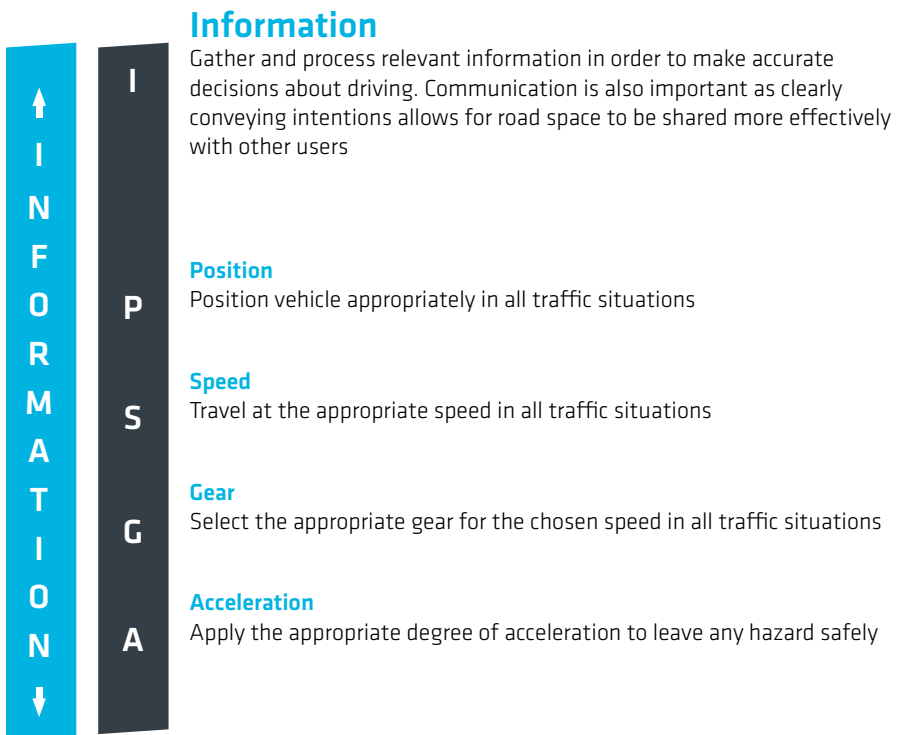 INFORMATION
I
Information
Gather and process relevant information in order to make accurate
decisions about driving. Communication is also important as clearly
conveying intentions allows for road space to be shared more effectively
with other users
P
Position
Position vehicle appropriately in all traffic situations
S
Speed
Travel at the appropriate speed in all traffic situations
G
Gear
Select the appropriate gear for the chosen speed in all traffic situations
A
Acceleration
Apply the appropriate degree of acceleration to leave any hazard safely